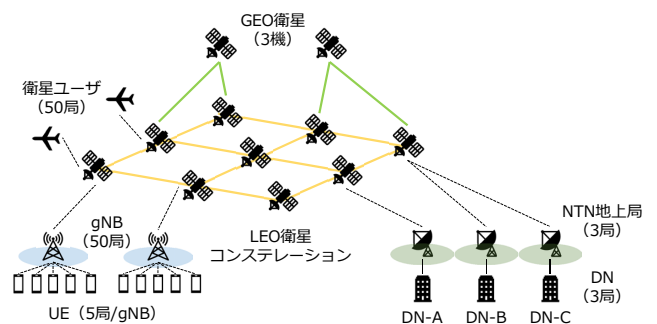 GEO衛星
（3機）
衛星ユーザ
（50局）
gNB
（50局）
LEO衛星
コンステレーション
NTN地上局
（3局）
DN
（3局）
UE（5局/gNB）
DN-A
DN-B
DN-C